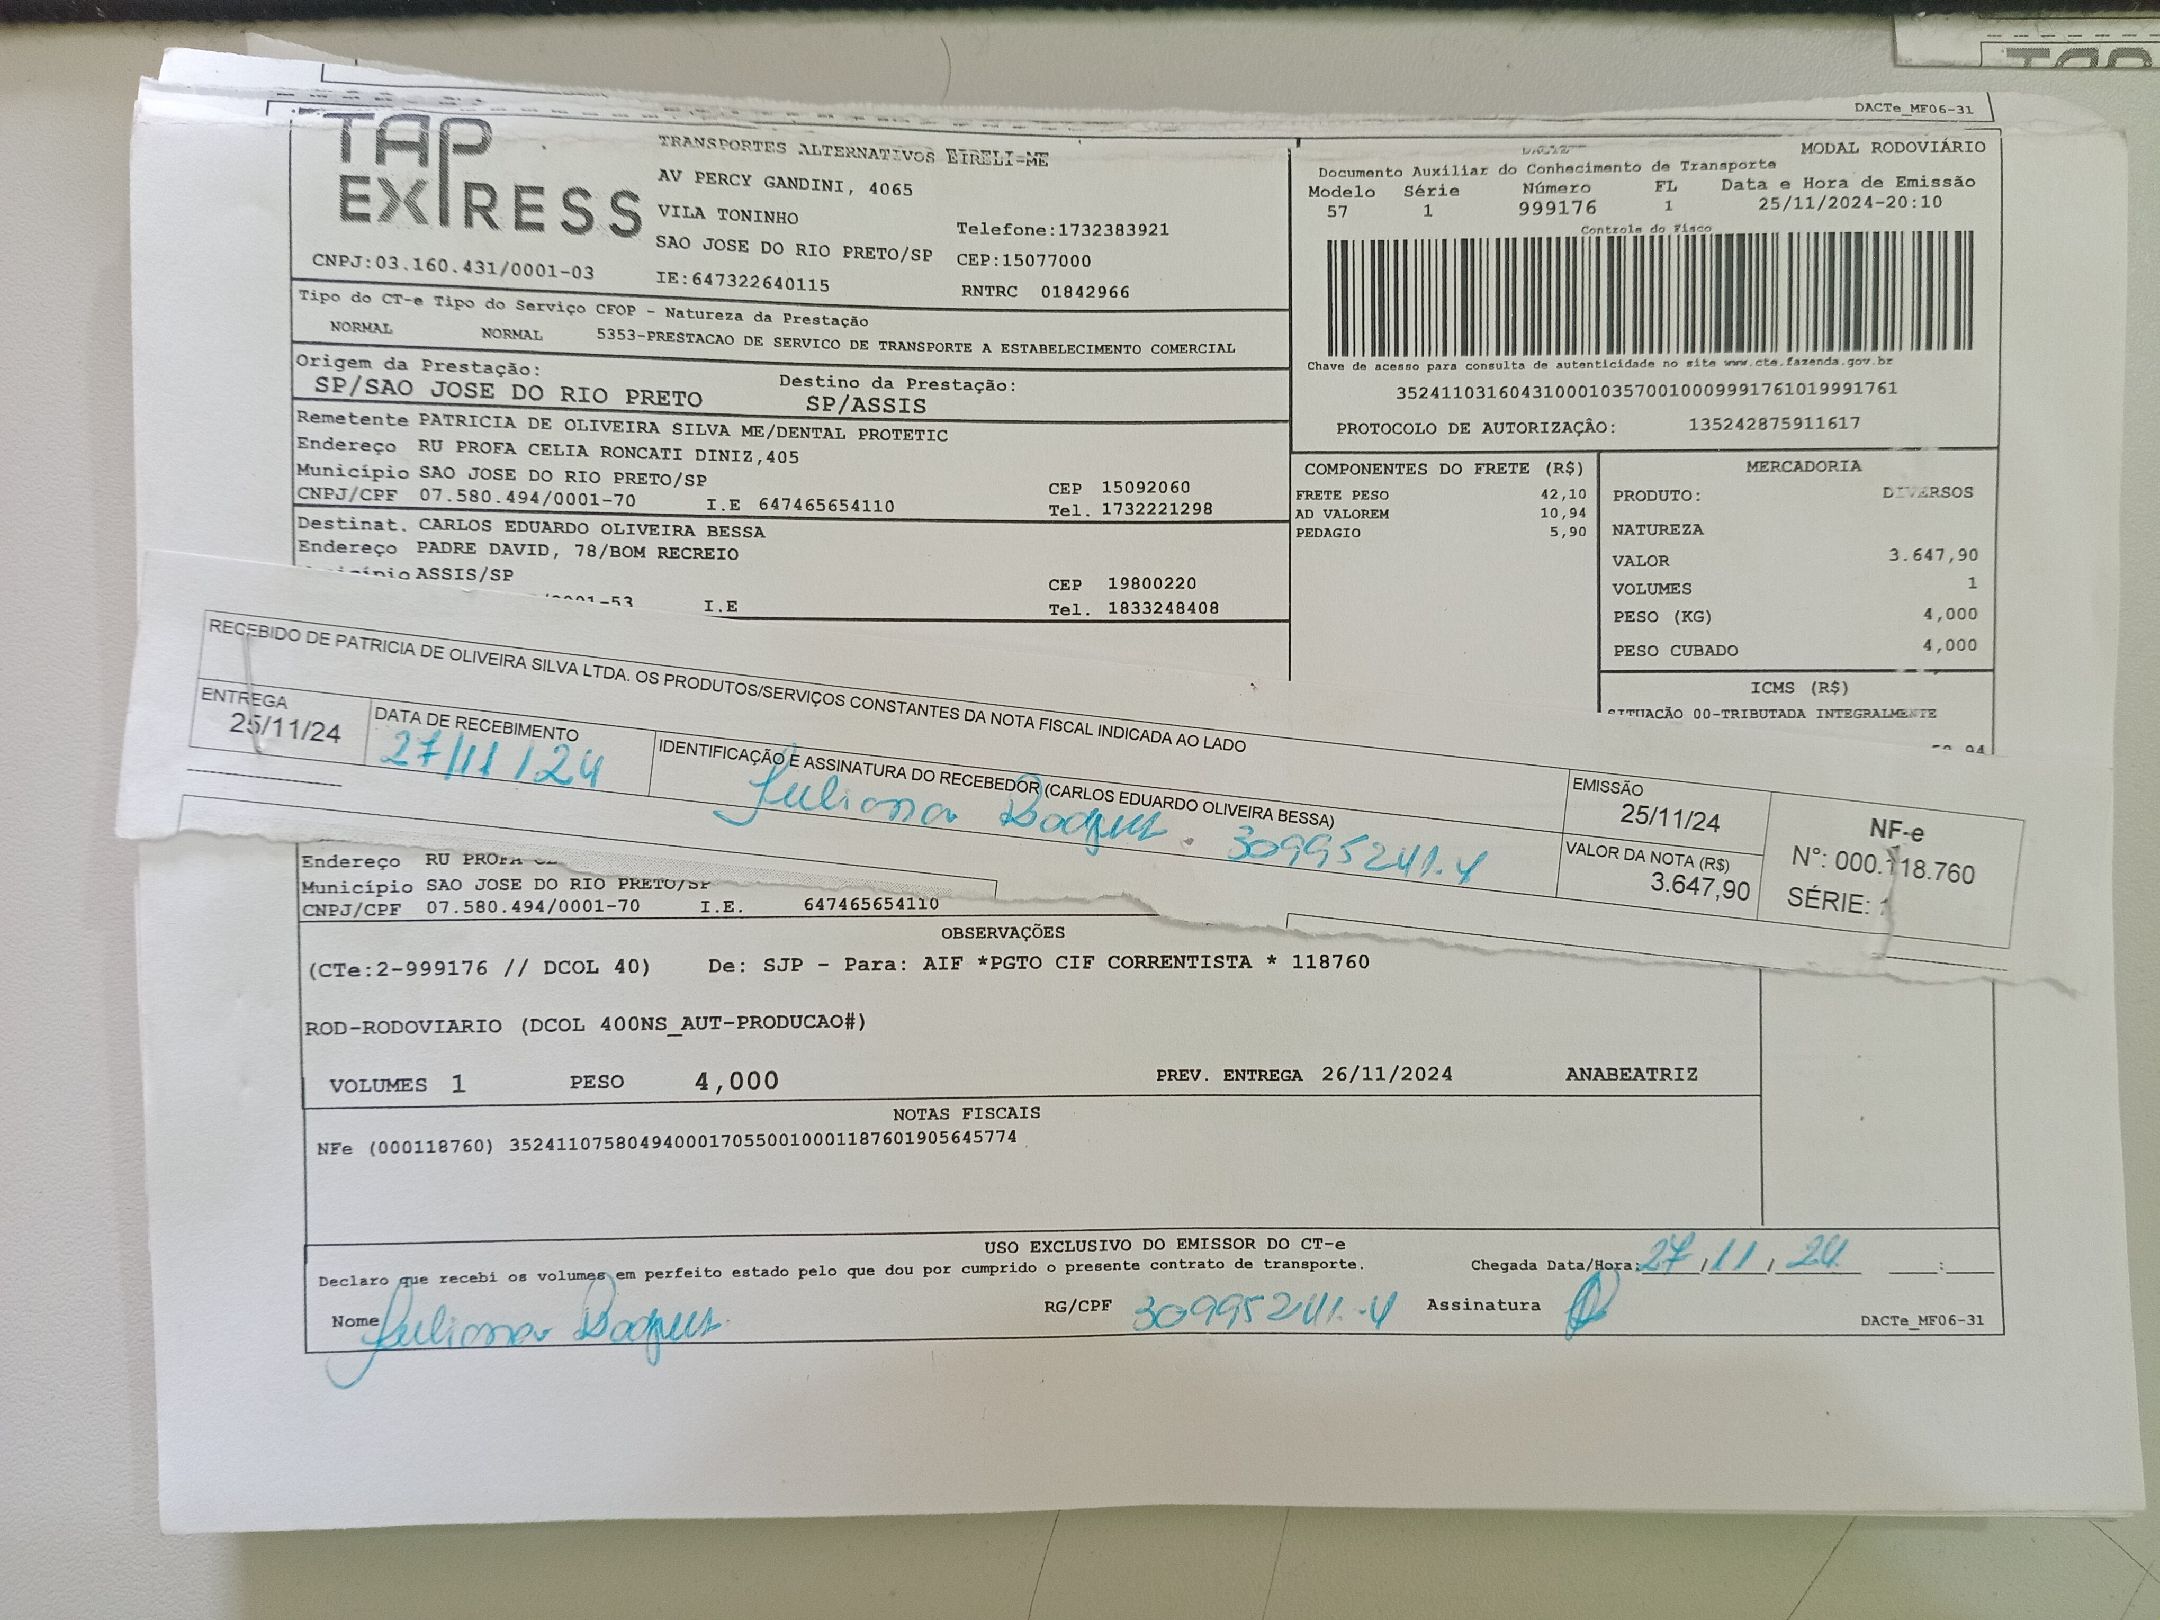 DACTe_MF06-31
TAP EXPRESS
TRANSPORTES ALTERNATIVOS EIRELI-ME
AV PERCY GANDINI, 4065
VILA TONINHO
Telefone:1732383921
SAO JOSE DO RIO PRETO/SP
CEP:15077000
CNPJ:03.160.431/0001-03
IE:647322640115
RNTRC 01842966
MODAL RODOVIÁRIO
Documento Auxiliar do Conhecimento de Transporte
Modelo Série Número FL Data e Hora de Emissão
57 1 999176 1 25/11/2024-20:10
Controle do Fisco
Chave de acesso para consulta de autenticidade no site www.cte.fazenda.gov.br
35241103160431000103570010009991761019991761
PROTOCOLO DE AUTORIZAÇÃO: 135242875911617
Tipo do CT-e Tipo do Serviço CFOP - Natureza da Prestação
NORMAL NORMAL 5353-PRESTACAO DE SERVICO DE TRANSPORTE A ESTABELECIMENTO COMERCIAL
Origem da Prestação: Destino da Prestação:
SP/SAO JOSE DO RIO PRETO SP/ASSIS
Remetente PATRICIA DE OLIVEIRA SILVA ME/DENTAL PROTETIC
Endereço RU PROFA CELIA RONCATI DINIZ,405
Município SAO JOSE DO RIO PRETO/SP CEP 15092060
CNPJ/CPF 07.580.494/0001-70 I.E 647465654110 Tel. 1732221298
Destinat. CARLOS EDUARDO OLIVEIRA BESSA
Endereço PADRE DAVID, 78/BOM RECREIO
ASSIS/SP CEP 19800220
I.E Tel. 1833248408
COMPONENTES DO FRETE (R$)
FRETE PESO 42,10
AD VALOREM 10,94
PEDAGIO 5,90
MERCADORIA
PRODUTO: DIVERSOS
NATUREZA
VALOR 3.647,90
VOLUMES 1
PESO (KG) 4,000
PESO CUBADO 4,000
ICMS (R$)
SITUACÃO 00-TRIBUTADA INTEGRALMENTE
RECEBIDO DE PATRICIA DE OLIVEIRA SILVA LTDA. OS PRODUTOS/SERVIÇOS CONSTANTES DA NOTA FISCAL INDICADA AO LADO
ENTREGA
25/11/24
DATA DE RECEBIMENTO
27/11/24
IDENTIFICAÇÃO E ASSINATURA DO RECEBEDOR (CARLOS EDUARDO OLIVEIRA BESSA)
Juliana 30995241.4
EMISSÃO
25/11/24
VALOR DA NOTA (R$)
3.647,90
NF-e
Nº: 000.118.760
SÉRIE: 1
Endereço RU PROFA
Município SAO JOSE DO RIO PRETO/SP
CNPJ/CPF 07.580.494/0001-70 I.E. 647465654110
OBSERVAÇÕES
(CTe:2-999176 // DCOL 40) De: SJP - Para: AIF *PGTO CIF CORRENTISTA * 118760
ROD-RODOVIARIO (DCOL 400NS_AUT-PRODUCAO#)
VOLUMES 1 PESO 4,000 PREV. ENTREGA 26/11/2024 ANABEATRIZ
NOTAS FISCAIS
NFe (000118760) 35241107580494000170550010001187601905645774
USO EXCLUSIVO DO EMISSOR DO CT-e
Declaro que recebi os volumes em perfeito estado pelo que dou por cumprido o presente contrato de transporte. Chegada Data/Hora: 27/11/24 :
Nome Juliana RG/CPF 30995241-4 Assinatura
DACTe_MF06-31